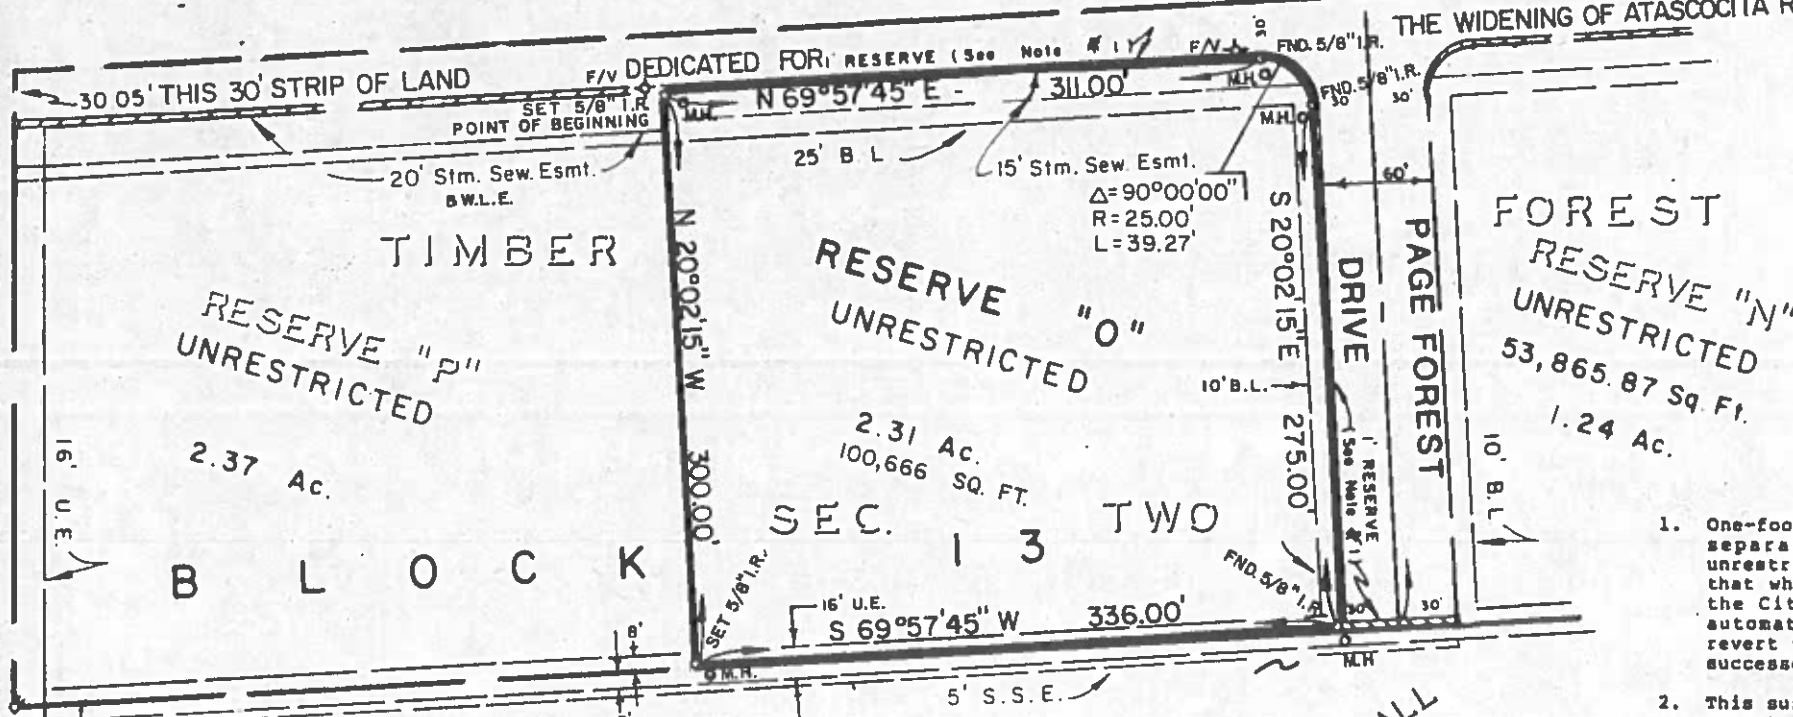 THE WIDENING OF ATASCOCITA R
30.05' THIS 30' STRIP OF LAND
F/V DEDICATED FOR 1' RESERVE (See Note # 1)
F/V
FND. 5/8" I.R.
SET 5/8" I.R.
POINT OF BEGINNING
M.H.
N 69°57'45" E - 311.00'
M.H.
FND. 5/8" I.R.
30' 30'
M.H.
25' B.L.
20' Stm. Sew. Esmt.
B.W.L.E.
15' Stm. Sew. Esmt.
Δ=90°00'00"
R=25.00'
L=39.27'
60'
TIMBER
FOREST
RESERVE "P"
UNRESTRICTED
2.37 Ac.
16' U.E.
N 20°02'15" W 300.00'
RESERVE "O"
UNRESTRICTED
2.31 Ac.
100,666 SQ. FT.
S 20°02'15" E 275.00'
10' B.L.
DRIVE
PAGE FOREST
1' RESERVE
(See Note # 1)
RESERVE "N"
UNRESTRICTED
53,865.87 Sq. Ft.
1.24 Ac.
10' B.L.
SEC. TWO
BLOCK 13
SET 5/8" I.R.
FND. 5/8" I.R.
16' U.E.
S 69°57'45" W 336.00'
30' 30'
8'
M.H.
M.H
5' S.S.E.
1. One-foo
separa
unrestr
that wh
the Cit
automat
revert
success
2. This su